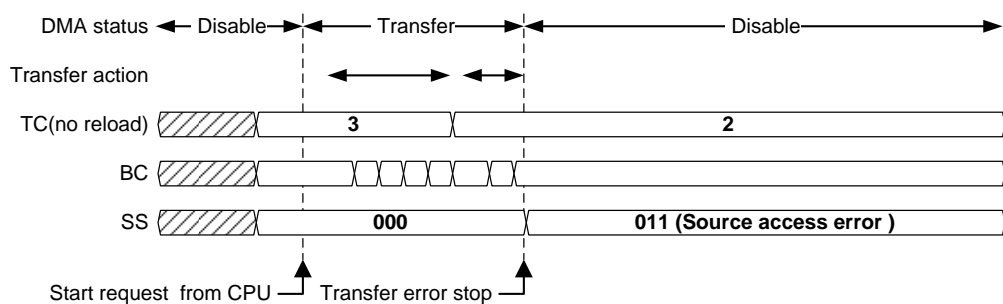 DMA status Disable Transfer Disable
Transfer action
TC(no reload) 3 2
BC
SS 000 011 (Source access error )
Start request from CPU Transfer error stop